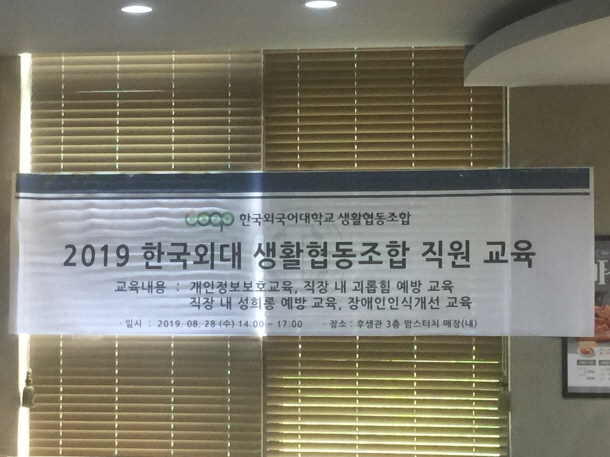 coop 한국외국어대학교 생활협동조합
2019 한국외대 생활협동조합 직원 교육
교육내용 : 개인정보보호교육, 직장 내 괴롭힘 예방 교육
직장 내 성희롱 예방 교육, 장애인인식개선 교육
· 일시 : 2019. 08. 28 (수) 14:00 - 17:00 · 장소 : 후생관 3층 맘스터치 매장(내)